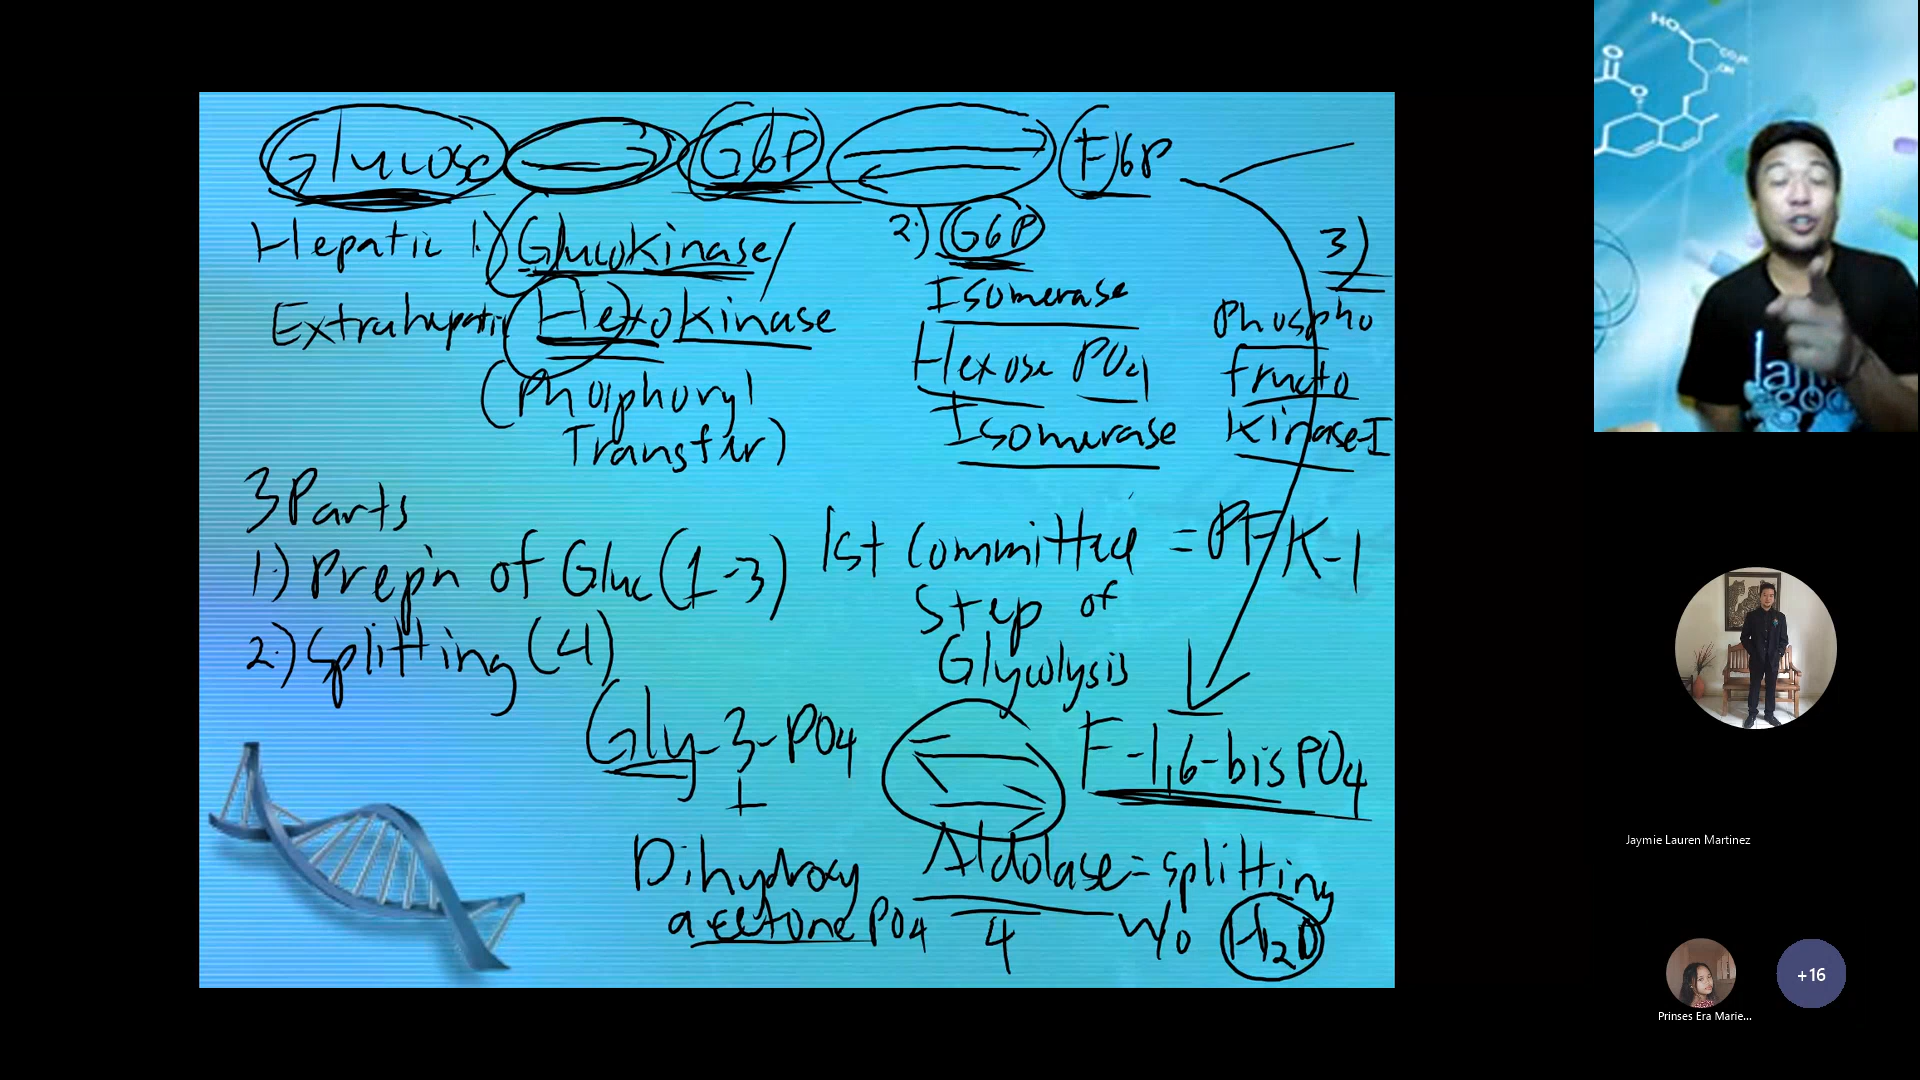 Glucose → G6P ⇌ F6P
Hepatic 1.) Glucokinase/
Extrahepatic Hexokinase
(Phosphoryl
Transfer)
2.) G6P
Isomerase
Hexose PO4
Isomerase
3)
Phospho
fructo
Kinase-I
3 Parts
1.) Prep'n of Gluc (1-3)
2.) Splitting (4)
1st Committed = PFK-1
Step of
Glycolysis
Gly-3-PO4 ⇌ F-1,6-bisPO4
+
Dihydroxy
acetone PO4
Aldolase = splitting
4 w/o H2O
HO
O
O
Jaymie Lauren Martinez
Prinses Era Marie...
+16